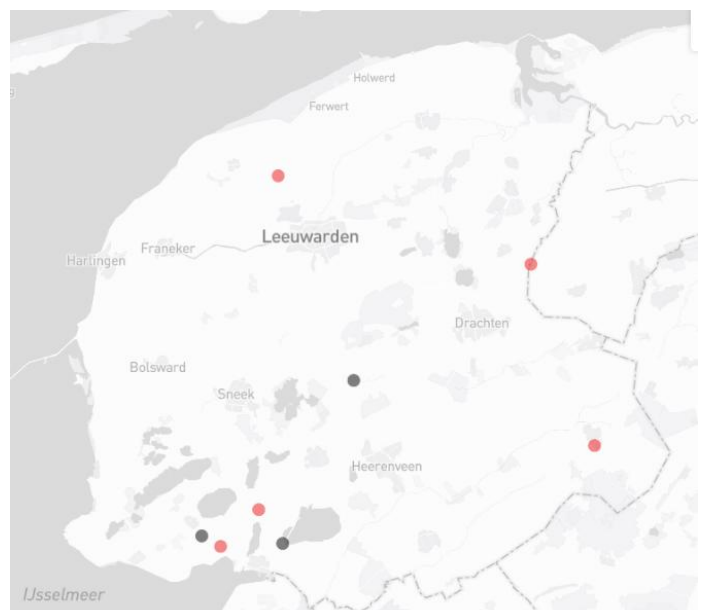 Holwerd
Ferwert
Leeuwarden
Franeker
Harlingen
Drachten
Bolsward
Sneek
Heerenveen
IJsselmeer